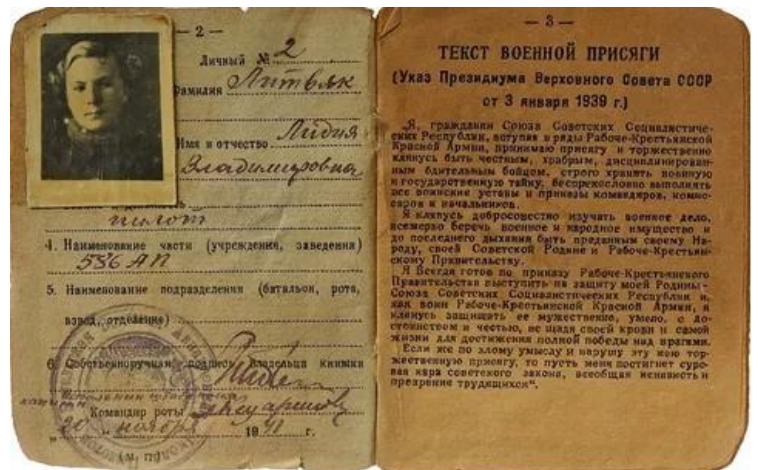 — 2 —
Личный № 2
Фамилия Литвяк
Имя и отчество Лидия
Владимировна
пилот
4. Наименование части (учреждения, заведения)
586 АП
5. Наименование подразделения (батальон, рота,
взвод, отделение)
6. Собственноручная подпись владельца книжки
Командир роты
20 ноября 19 г.
(М. П.)
— 3 —
ТЕКСТ ВОЕННОЙ ПРИСЯГИ
(Указ Президиума Верховного Совета СССР
от 3 января 1939 г.)
„Я, гражданин Союза Советских Социалистиче-
ских Республик, вступая в ряды Рабоче-Крестьянской
Красной Армии, принимаю присягу и торжественно
клянусь быть честным, храбрым, дисциплинирован-
ным бдительным бойцом, строго хранить военную
и государственную тайну, беспрекословно выполнять
все воинские уставы и приказы командиров, комис-
саров и начальников.
Я клянусь добросовестно изучать военное дело,
всемерно беречь военное и народное имущество и
до последнего дыхания быть преданным своему На-
роду, своей Советской Родине и Рабоче-Крестьян-
скому Правительству.
Я Всегда готов по приказу Рабоче-Крестьянского
Правительства выступить на защиту моей Родины-
Союза Советских Социалистических Республик и,
как воин Рабоче-Крестьянской Красной Армии, я
клянусь защищать ее мужественно, умело, с до-
стоинством и честью, не щадя своей крови и самой
жизни для достижения полной победы над врагами.
Если же по злому умыслу я нарушу эту мою тор-
жественную присягу, то пусть меня постигнет суро-
вая кара советского закона, всеобщая ненависть и
презрение трудящихся“.